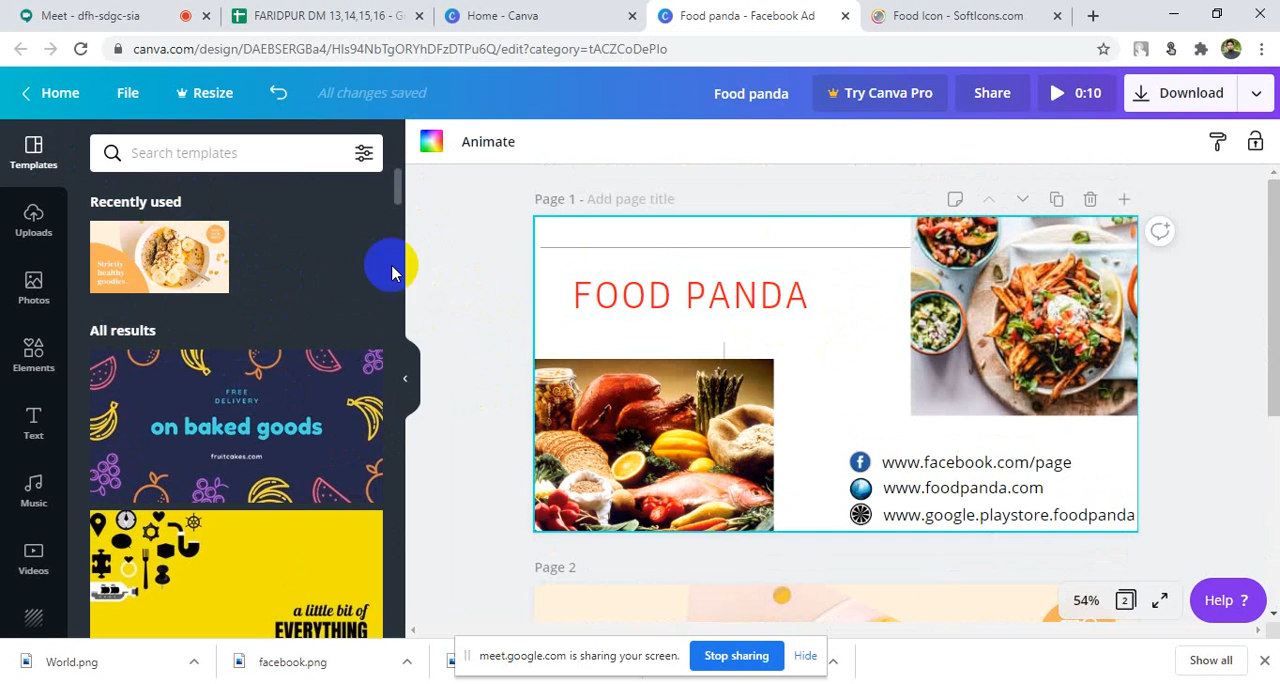 Meet - dfh-sdgc-sia
FARIDPUR DM 13,14,15,16 - G
Home - Canva
Food panda - Facebook Ad
Food Icon - SoftIcons.com
canva.com/design/DAEBSERGBa4/HIs94NbTgORYhDFzDTPu6Q/edit?category=tACZCoDePIo
Home
File
Resize
All changes saved
Food panda
Try Canva Pro
Share
0:10
Download
Templates
Search templates
Animate
Recently used
Page 1 - Add page title
Uploads
Strictly
healthy
goodies
Photos
All results
FOOD PANDA
Elements
FREE
DELIVERY
on baked goods
fruitcakes.com
Text
www.facebook.com/page
www.foodpanda.com
www.google.playstore.foodpanda
Music
Videos
a little bit of
EVERYTHING
Page 2
54%
2
Help ?
World.png
facebook.png
meet.google.com is sharing your screen.
Stop sharing
Hide
Show all